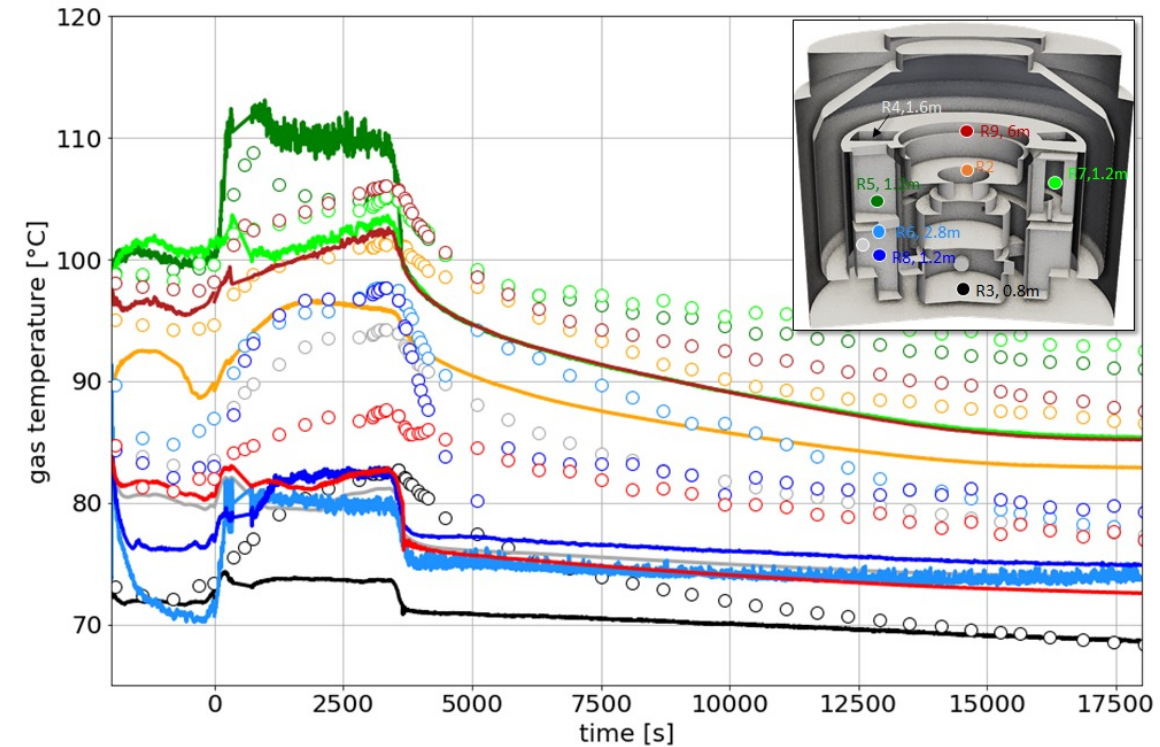 120
110
100
90
80
70
gas temperature [°C]
0 2500 5000 7500 10000 12500 15000 17500
time [s]
R4,1.6m
R9, 6m
R2
R7,1.2m
R5, 1.2m
R6, 2.8m
R8, 1.2m
R3, 0.8m